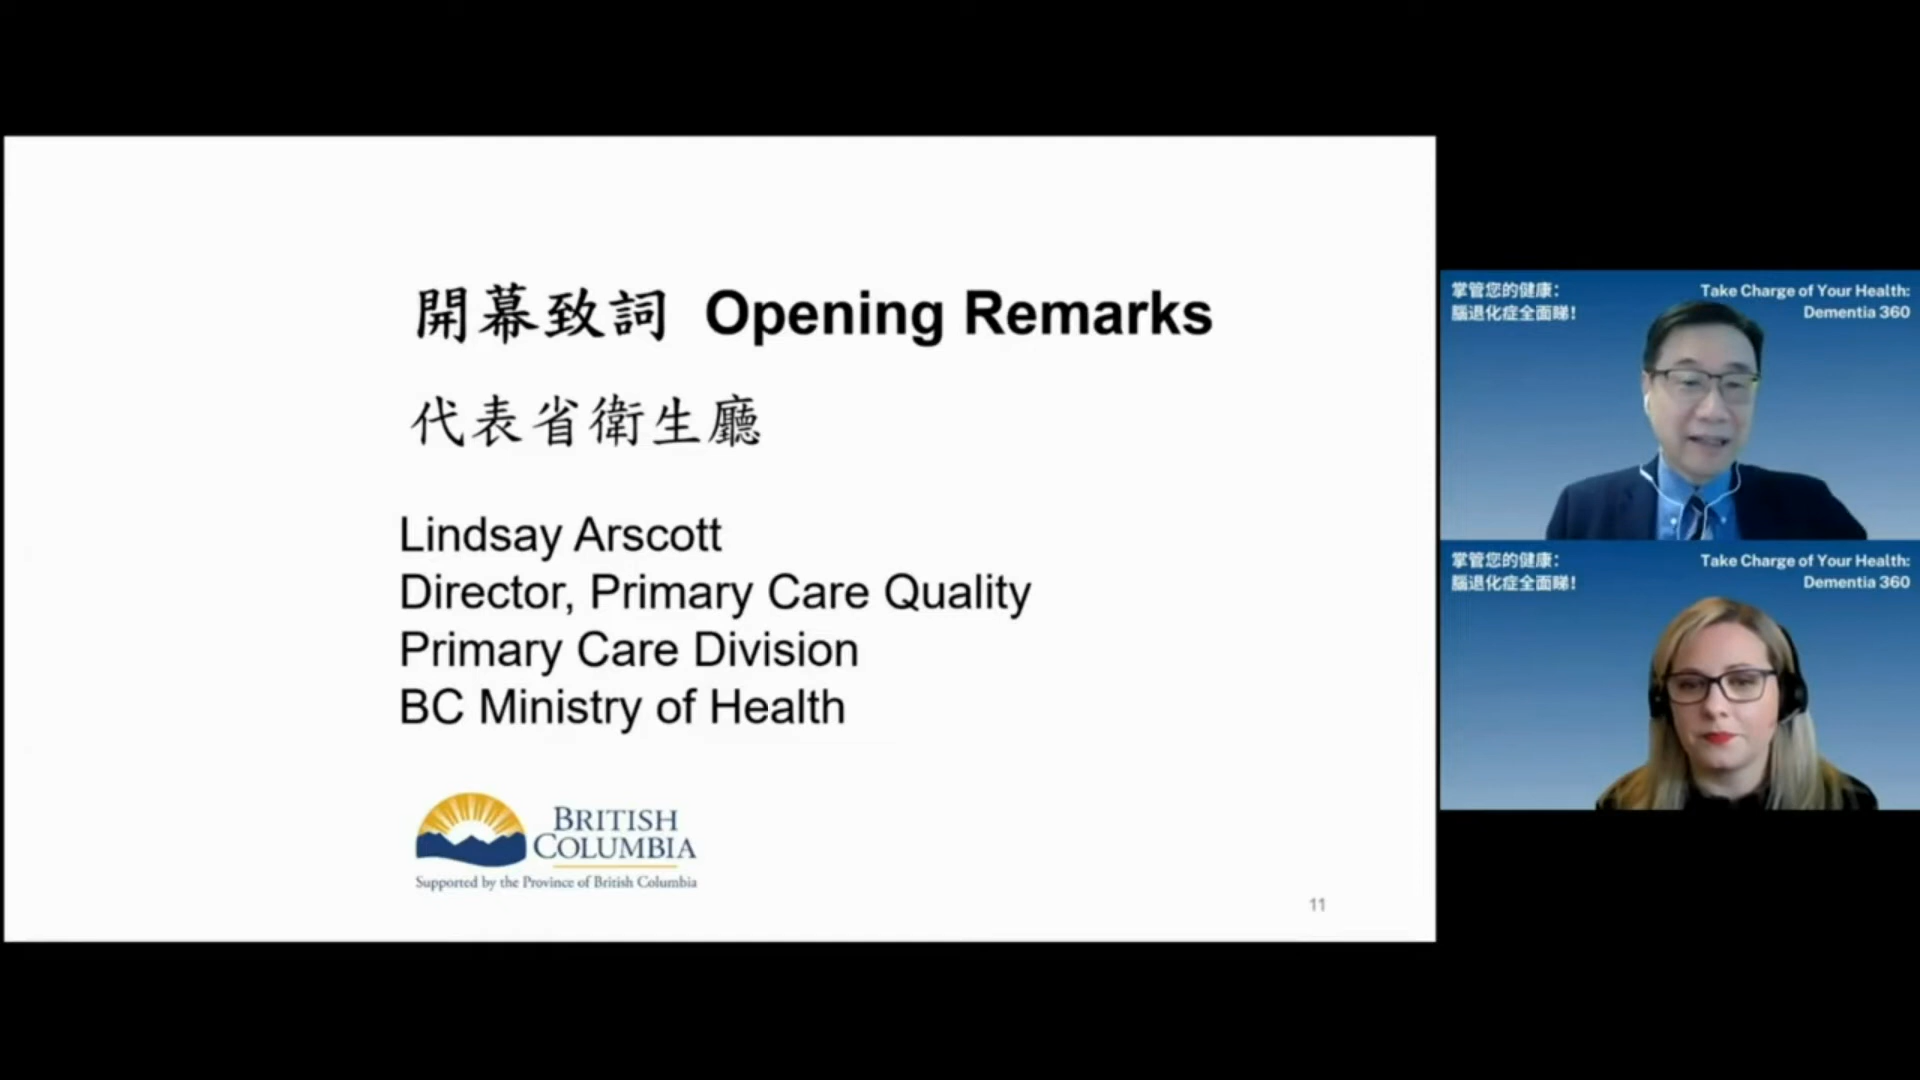 開幕致詞 Opening Remarks
代表省衛生廳
Lindsay Arscott
Director, Primary Care Quality
Primary Care Division
BC Ministry of Health
BRITISH
COLUMBIA
Supported by the Province of British Columbia
11
掌管您的健康:
腦退化症全面睇!
Take Charge of Your Health:
Dementia 360
掌管您的健康:
腦退化症全面睇!
Take Charge of Your Health:
Dementia 360